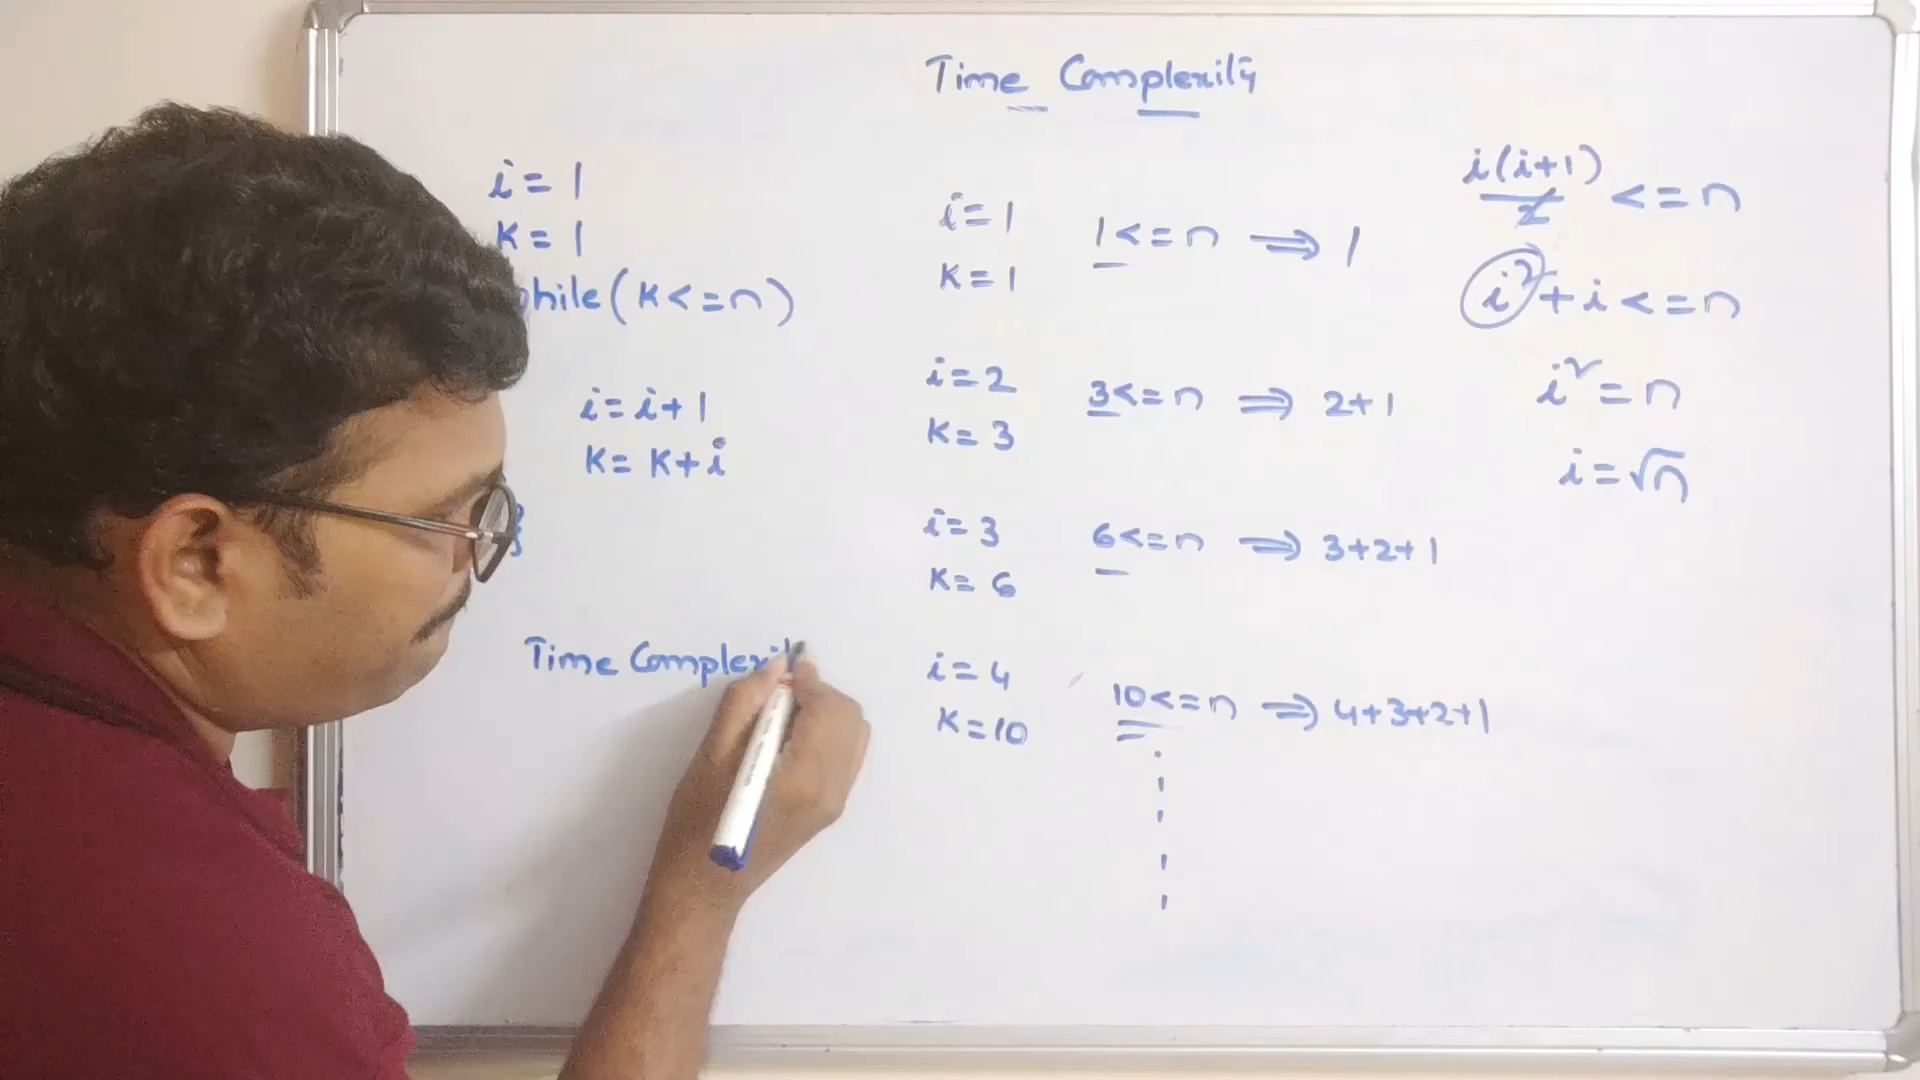 Time Complexity
i = 1
K = 1
while(K<=n)
i = i+1
K = K+i
}
Time Complexit
i=1
K=1
1<=n ⇒ 1
i=2
K=3
3<=n ⇒ 2+1
i=3
K=6
6<=n ⇒ 3+2+1
i=4
K=10
10<=n ⇒ 4+3+2+1
i(i+1)/2 <=n
i²+i<=n
i²=n
i=√n